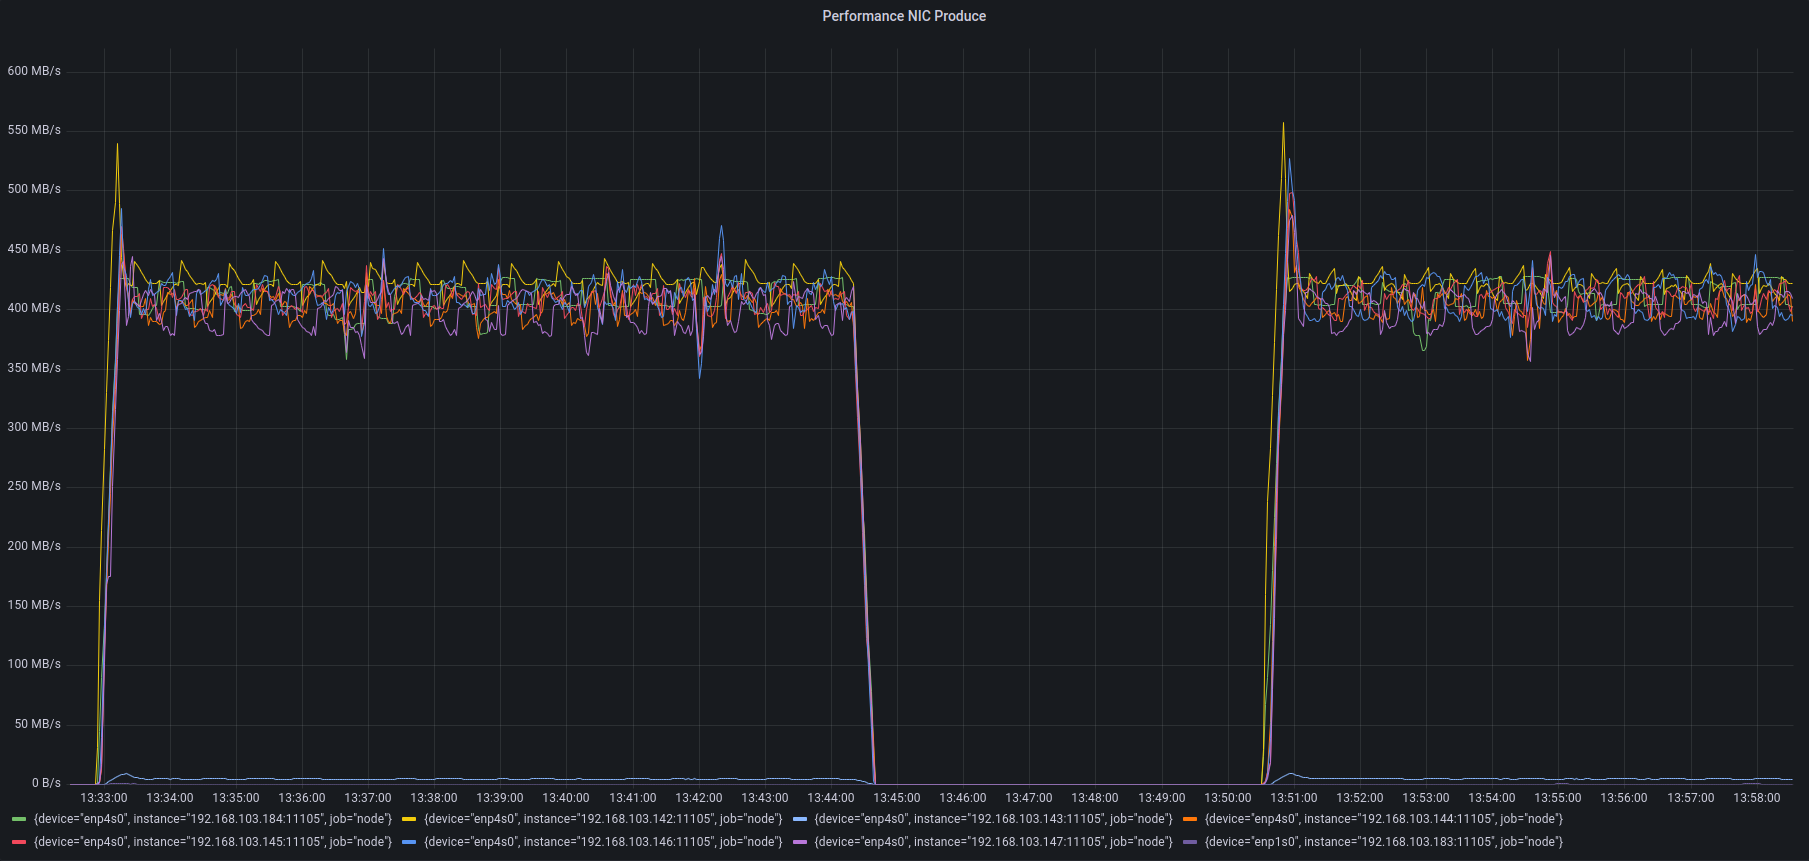 Performance NIC Produce
600 MB/s
550 MB/s
500 MB/s
450 MB/s
400 MB/s
350 MB/s
300 MB/s
250 MB/s
200 MB/s
150 MB/s
100 MB/s
50 MB/s
0 B/s
13:33:00 13:34:00 13:35:00 13:36:00 13:37:00 13:38:00 13:39:00 13:40:00 13:41:00 13:42:00 13:43:00 13:44:00 13:45:00 13:46:00 13:47:00 13:48:00 13:49:00 13:50:00 13:51:00 13:52:00 13:53:00 13:54:00 13:55:00 13:56:00 13:57:00 13:58:00
{device="enp4s0", instance="192.168.103.184:11105", job="node"} {device="enp4s0", instance="192.168.103.142:11105", job="node"} {device="enp4s0", instance="192.168.103.143:11105", job="node"} {device="enp4s0", instance="192.168.103.144:11105", job="node"}
{device="enp4s0", instance="192.168.103.145:11105", job="node"} {device="enp4s0", instance="192.168.103.146:11105", job="node"} {device="enp4s0", instance="192.168.103.147:11105", job="node"} {device="enp1s0", instance="192.168.103.183:11105", job="node"}